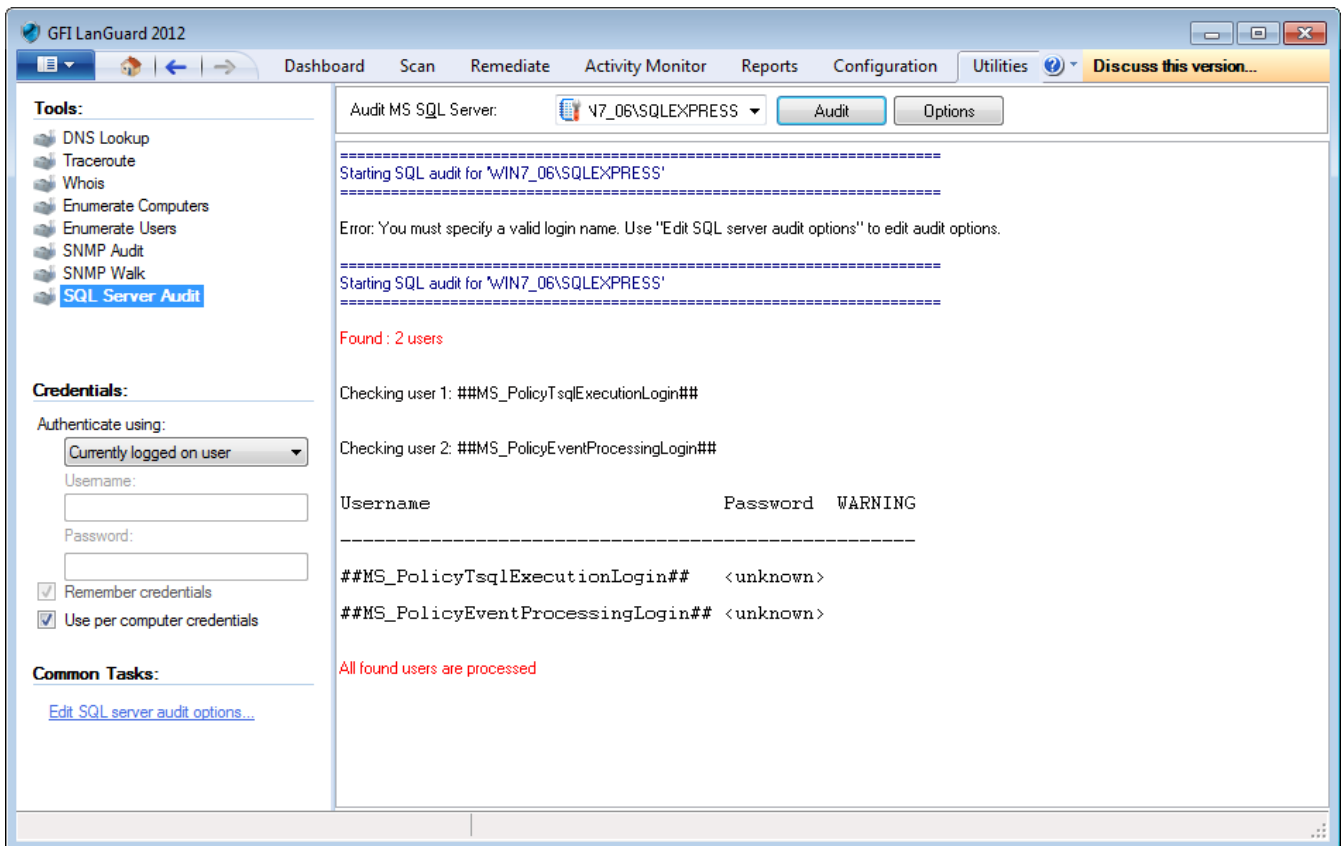 GFI LanGuard 2012
Dashboard Scan Remediate Activity Monitor Reports Configuration Utilities Discuss this version...
Tools:
DNS Lookup
Traceroute
Whois
Enumerate Computers
Enumerate Users
SNMP Audit
SNMP Walk
SQL Server Audit
Credentials:
Authenticate using:
Currently logged on user
Username:
Password:
Remember credentials
Use per computer credentials
Common Tasks:
Edit SQL server audit options...
Audit MS SQL Server: N7_06\SQLEXPRESS Audit Options
=======================================================================
Starting SQL audit for 'WIN7_06\SQLEXPRESS'
=======================================================================
Error: You must specify a valid login name. Use "Edit SQL server audit options" to edit audit options.
=======================================================================
Starting SQL audit for 'WIN7_06\SQLEXPRESS'
=======================================================================
Found : 2 users
Checking user 1: ##MS_PolicyTsqlExecutionLogin##
Checking user 2: ##MS_PolicyEventProcessingLogin##
Username Password WARNING
---------------------------------------------------
##MS_PolicyTsqlExecutionLogin## <unknown>
##MS_PolicyEventProcessingLogin## <unknown>
All found users are processed